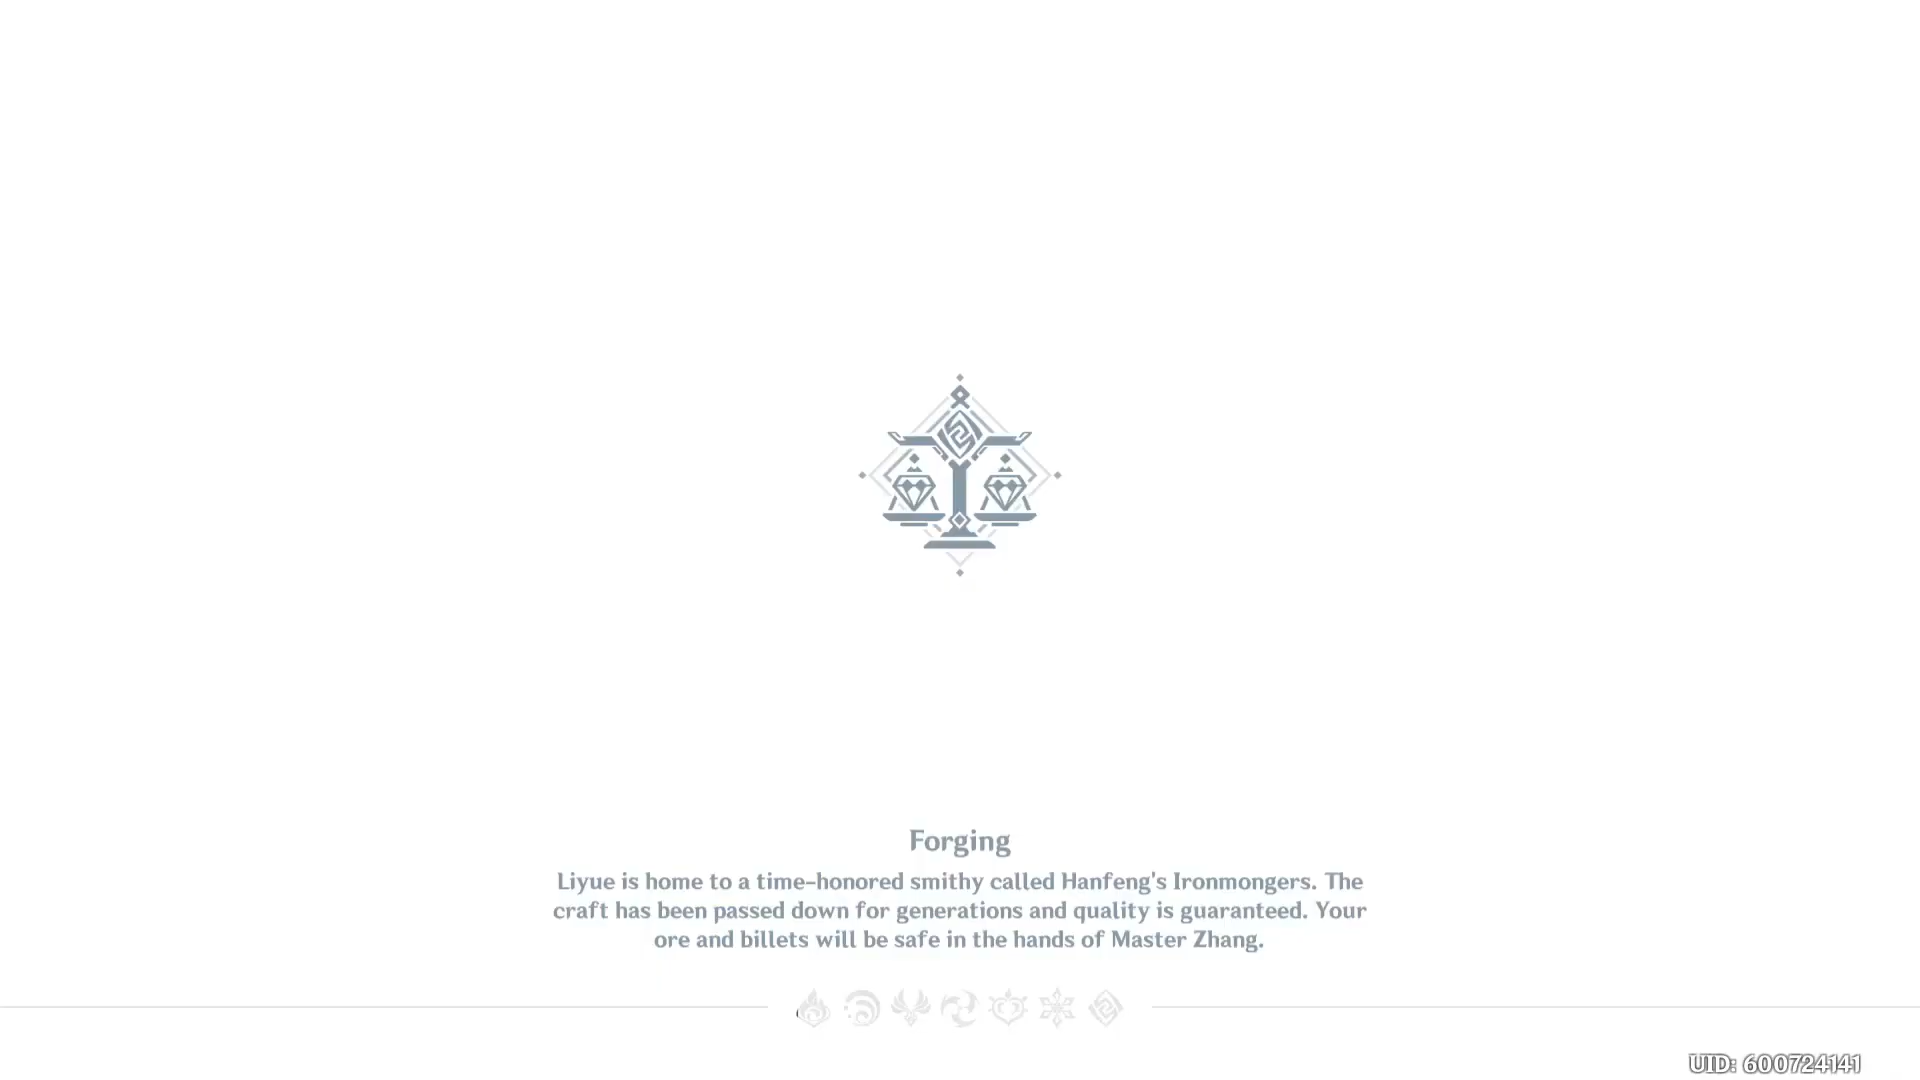 Forging
Liyue is home to a time-honored smithy called Hanfeng's Ironmongers. The
craft has been passed down for generations and quality is guaranteed. Your
ore and billets will be safe in the hands of Master Zhang.
UID: 600724141